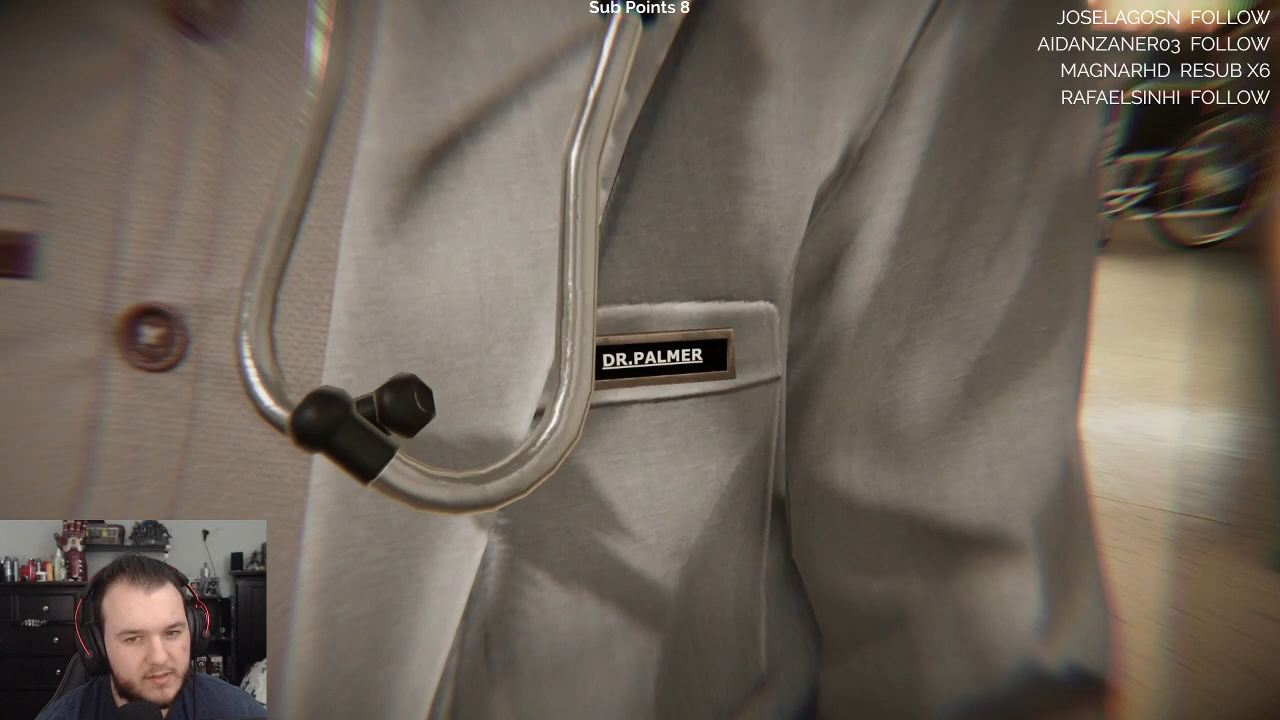 Sub Points 8
JOSELAGOSN FOLLOW
AIDANZANER03 FOLLOW
MAGNARHD RESUB X6
RAFAELSINHI FOLLOW
DR.PALMER